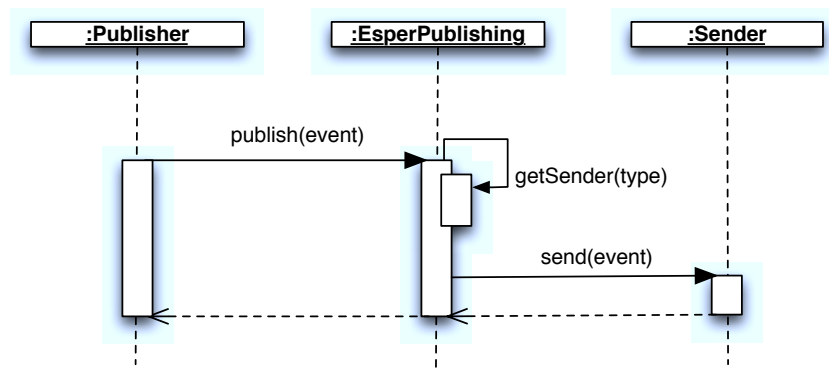 :Publisher
:EsperPublishing
:Sender
publish(event)
getSender(type)
send(event)